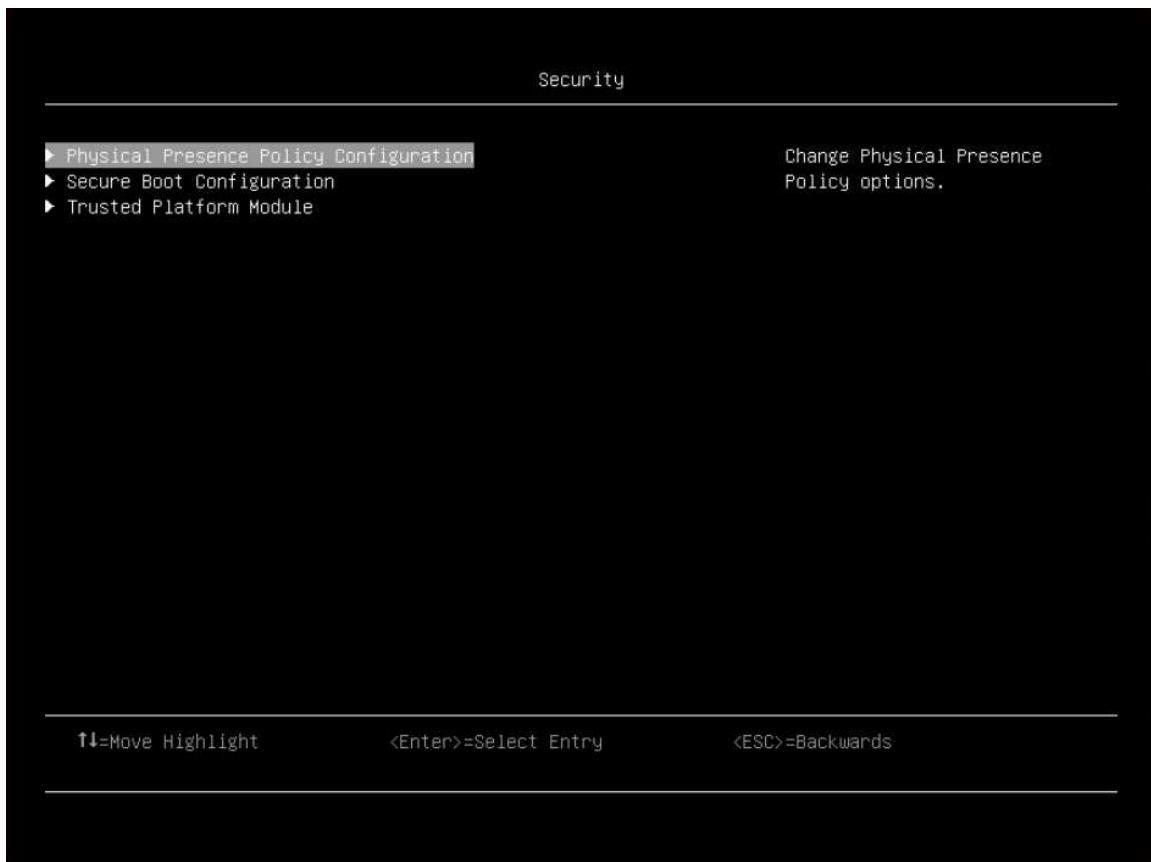 Security
▶ Physical Presence Policy Configuration
▶ Secure Boot Configuration
▶ Trusted Platform Module
Change Physical Presence
Policy options.
↑↓=Move Highlight <Enter>=Select Entry <ESC>=Backwards